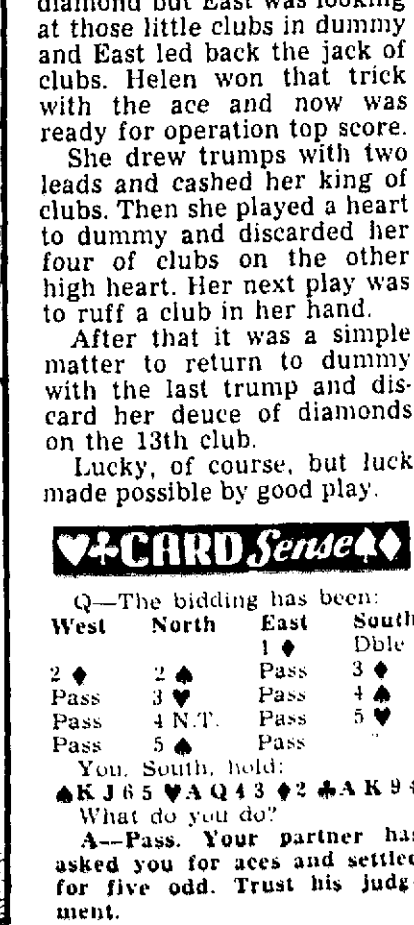 diamond but East was looking
at those little clubs in dummy
and East led back the jack of
clubs. Helen won that trick
with the ace and now was
ready for operation top score.
She drew trumps with two
leads and cashed her king of
clubs. Then she played a heart
to dummy and discarded her
four of clubs on the other
high heart. Her next play was
to ruff a club in her hand.
After that it was a simple
matter to return to dummy
with the last trump and dis-
card her deuce of diamonds
on the 13th club.
Lucky, of course, but luck
made possible by good play.
♥♣CARD Sense♠♦
Q—The bidding has been:
West North East South
1 ♦ Dble
2 ♦ 2 ♠ Pass 3 ♦
Pass 3 ♥ Pass 4 ♠
Pass 4 N.T. Pass 5 ♥
Pass 5 ♠ Pass "
You, South, hold:
♠K J 6 5 ♥A Q 4 3 ♦2 ♣A K 9 4
What do you do?
A—Pass. Your partner has
asked you for aces and settled
for five odd. Trust his judg-
ment.